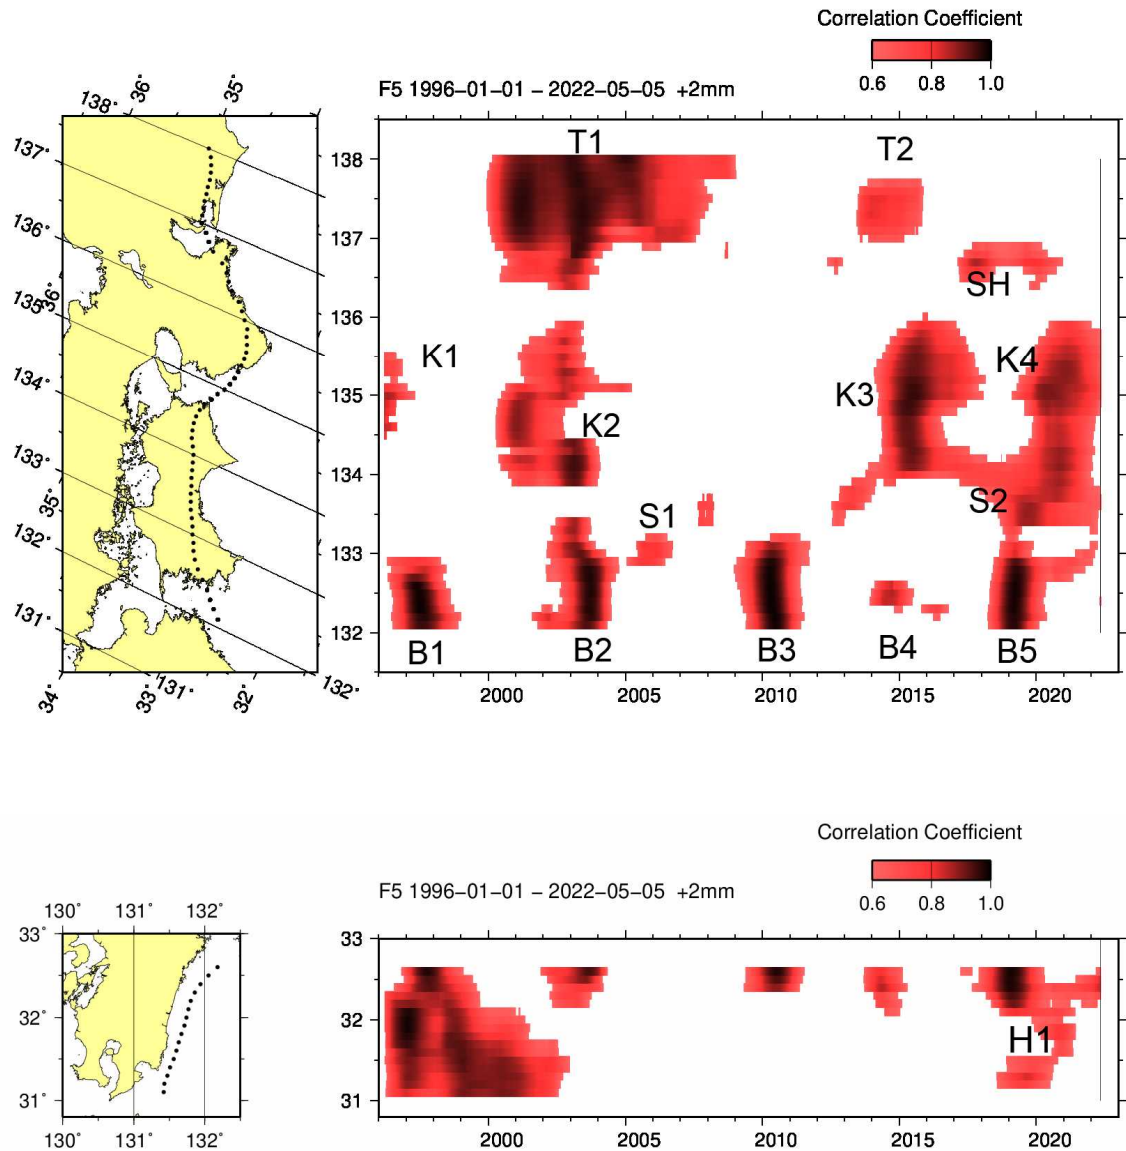 Correlation Coefficient
0.6 0.8 1.0
F5 1996-01-01 - 2022-05-05 +2mm
138° 36° 35°
137°
136°
36°
135°
134°
133°
35°
132°
131°
34° 33° 131° 32° 132°
138
137
136
135
134
133
132
T1
T2
SH
K1
K4
K3
K2
S2
S1
B1 B2 B3 B4 B5
2000 2005 2010 2015 2020
Correlation Coefficient
0.6 0.8 1.0
F5 1996-01-01 - 2022-05-05 +2mm
130° 131° 132°
33°
32°
31°
130° 131° 132°
33
32
31
H1
2000 2005 2010 2015 2020